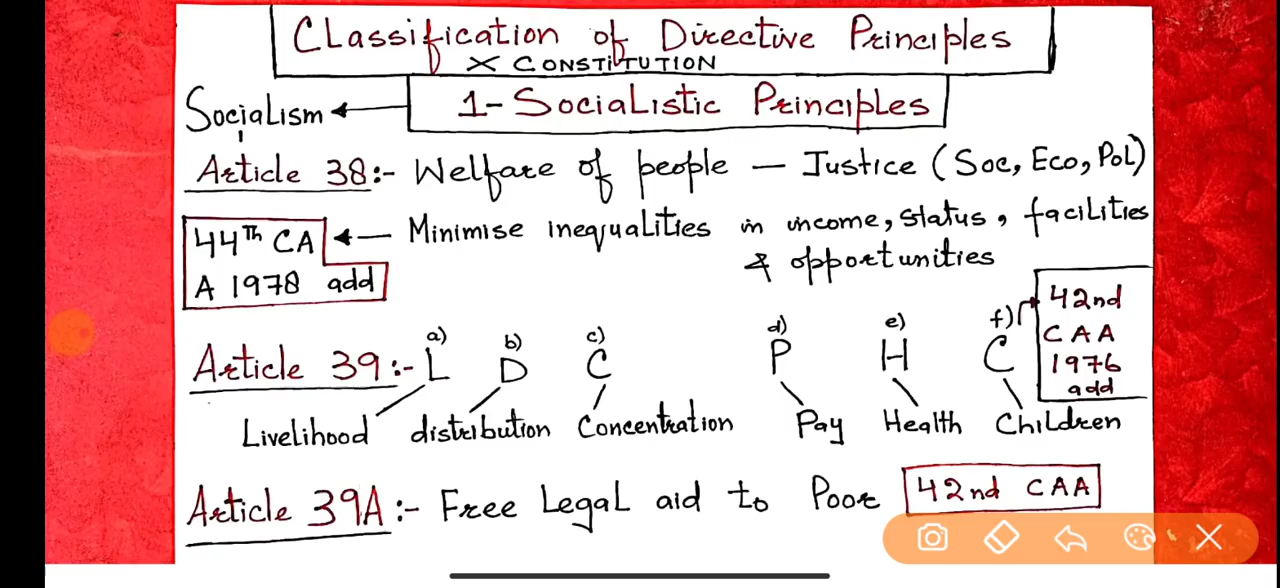 Classification of Directive Principles
X CONSTITUTION
Socialism
1- Socialistic Principles
Article 38:- Welfare of people — Justice (Soc, Eco, Pol)
44TH CA
A 1978 add
Minimise inequalities in income, status, facilities
& opportunities
42nd
CAA
1976
add
a) b) c) d) e) f)
Article 39:- L D C P H C
Livelihood distribution Concentration Pay Health Children
Article 39A:- Free Legal aid to Poor 42nd CAA